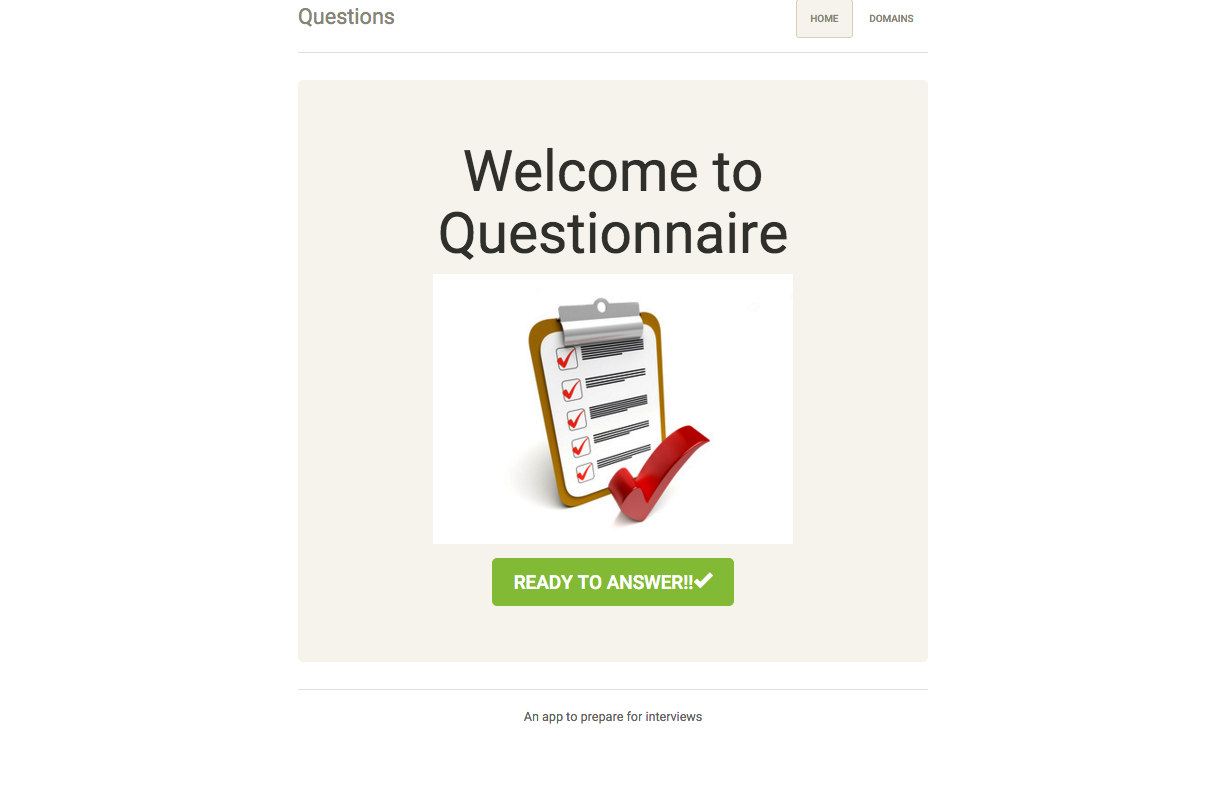 Questions
HOME
DOMAINS
Welcome to
Questionnaire
READY TO ANSWER!!
An app to prepare for interviews